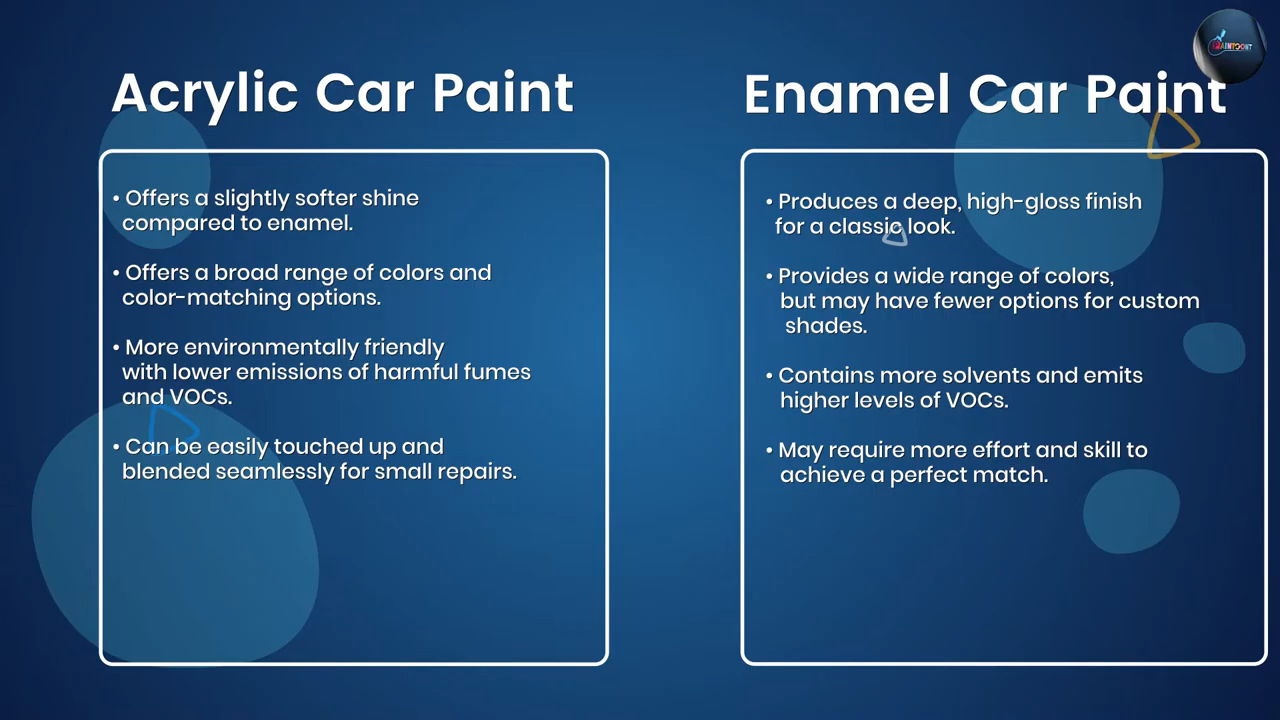 Acrylic Car Paint
• Offers a slightly softer shine
compared to enamel.
• Offers a broad range of colors and
color-matching options.
• More environmentally friendly
with lower emissions of harmful fumes
and VOCs.
• Can be easily touched up and
blended seamlessly for small repairs.
Enamel Car Paint
• Produces a deep, high-gloss finish
for a classic look.
• Provides a wide range of colors,
but may have fewer options for custom
shades.
• Contains more solvents and emits
higher levels of VOCs.
• May require more effort and skill to
achieve a perfect match.